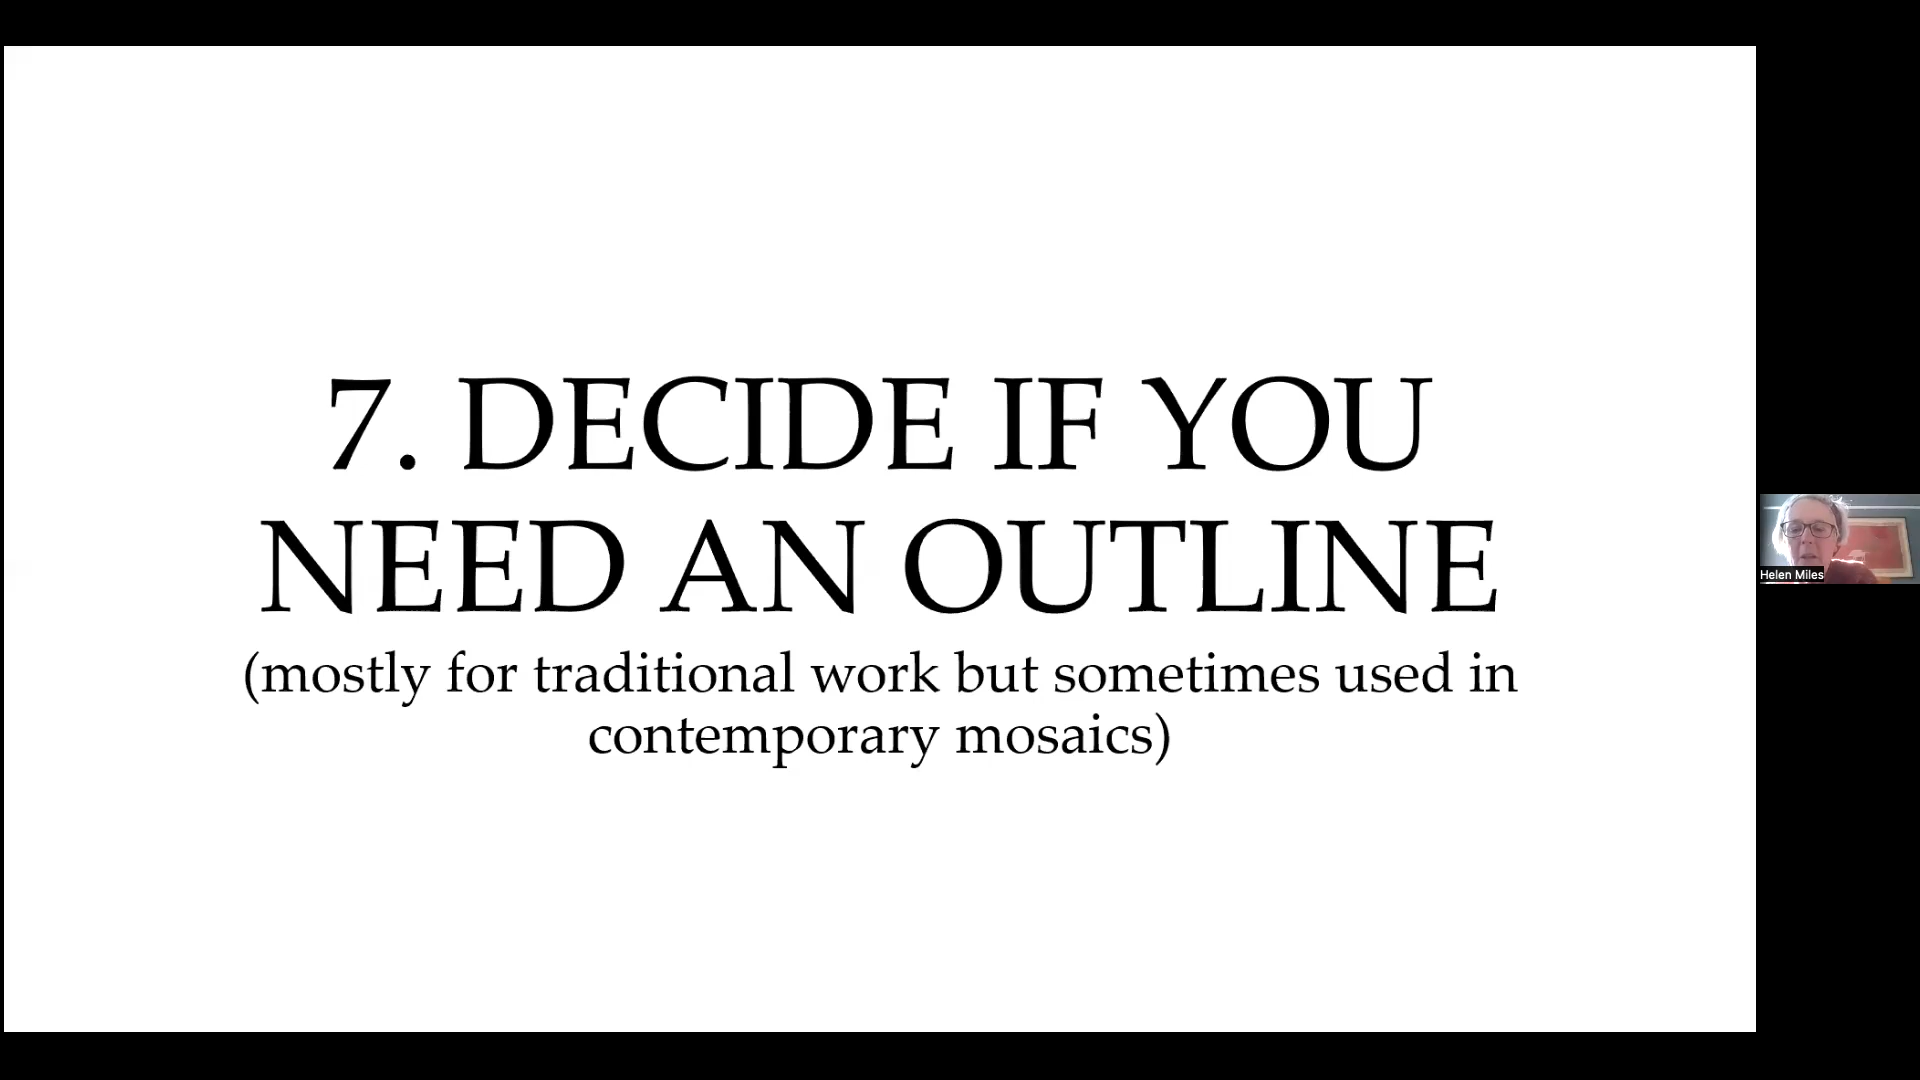 7. DECIDE IF YOU
NEED AN OUTLINE
(mostly for traditional work but sometimes used in
contemporary mosaics)
Helen Miles